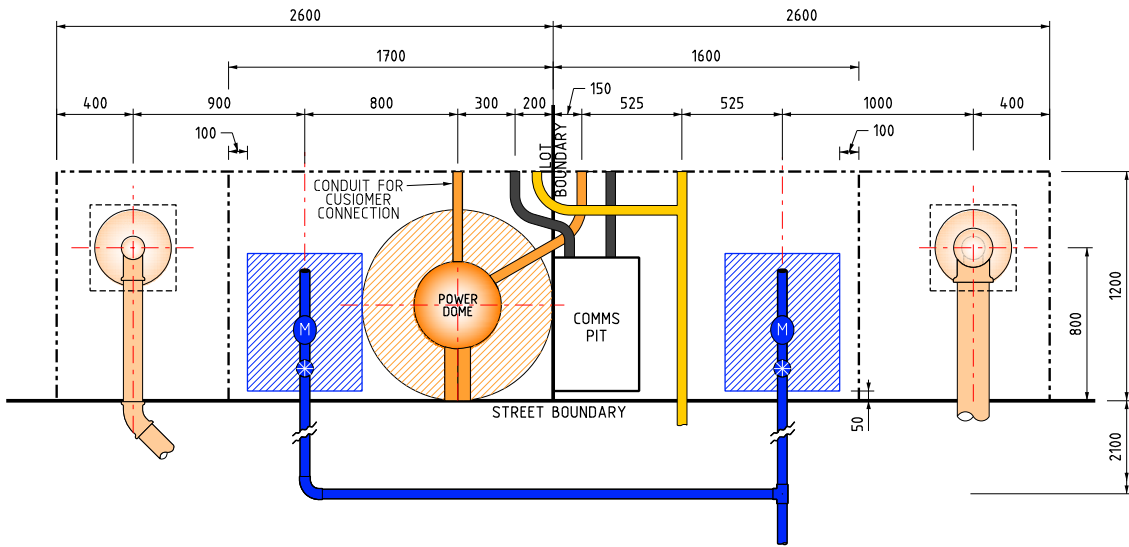 2600
2600
1700
1600
150
400
900
800
300
200
525
525
1000
400
100
100
LOT
BOUNDARY
CONDUIT FOR
CUSIOMER
CONNECTION
POWER
DOME
COMMS
PIT
M
M
800
1200
STREET BOUNDARY
50
2100